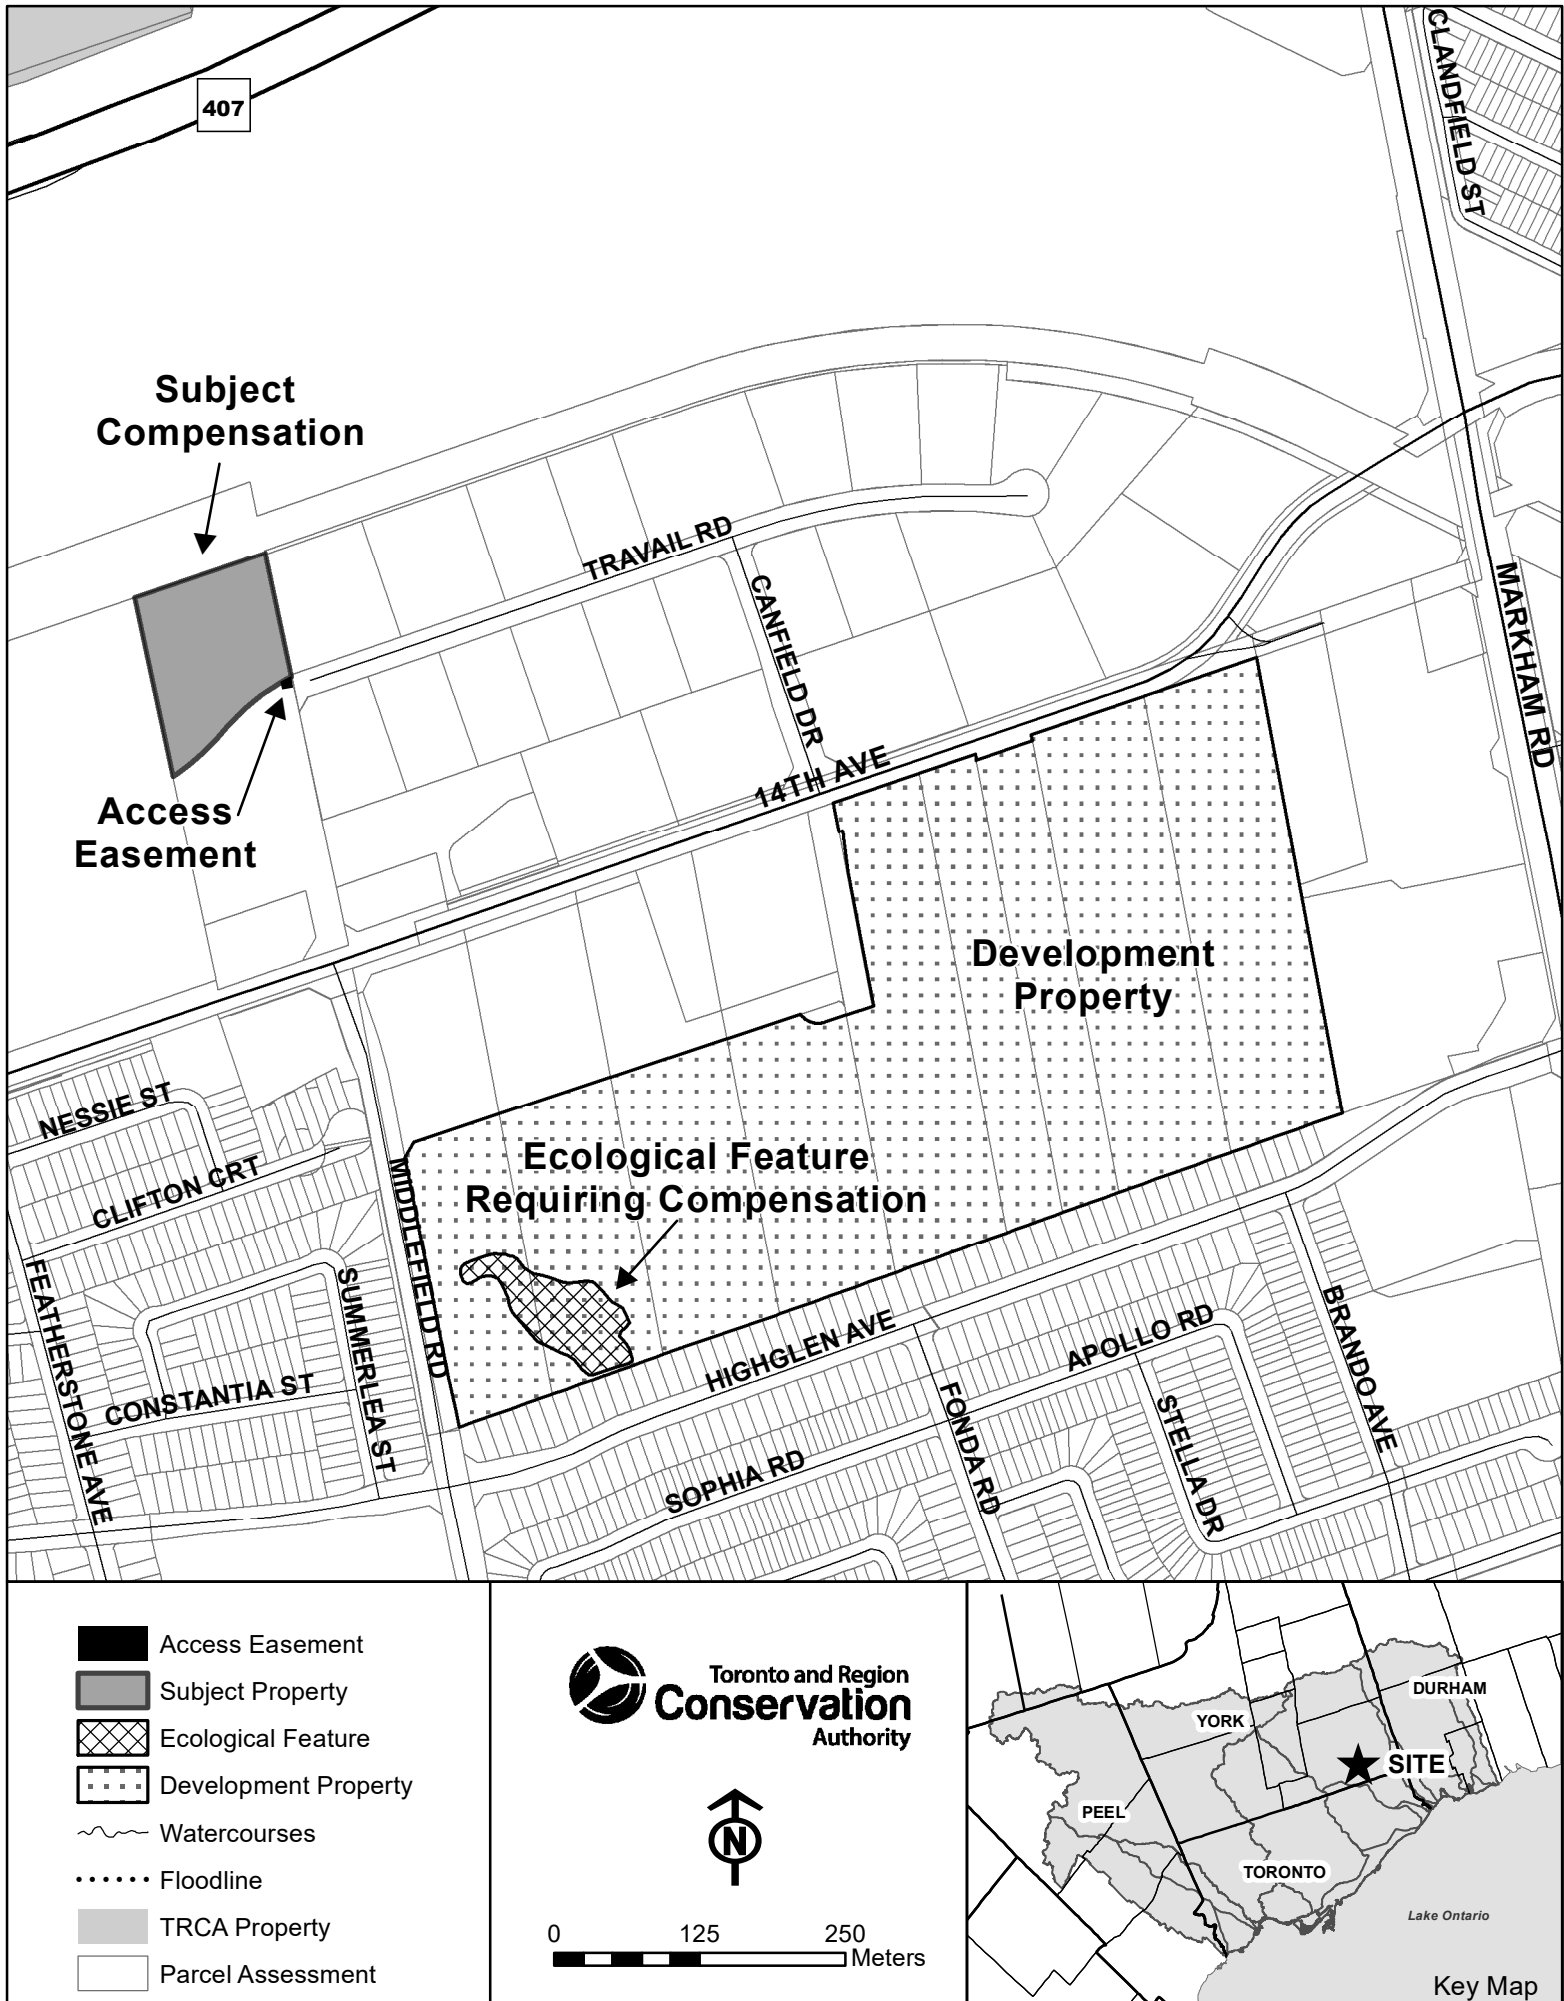 407
CLANDFIELD ST
Subject
Compensation
TRAVAIL RD
CANFIELD DR
MARKHAM RD
14TH AVE
Access
Easement
Development
Property
NESSIE ST
CLIFTON CRT
MIDDLEFIELD RD
Ecological Feature
Requiring Compensation
FEATHERSTONE AVE
SUMMERLEA ST
CONSTANTIA ST
HIGHGLEN AVE
APOLLO RD
BRANDO AVE
FONDA RD
STELLA DR
SOPHIA RD
Access Easement
Subject Property
Ecological Feature
Development Property
Watercourses
Floodline
TRCA Property
Parcel Assessment
Toronto and Region
Conservation
Authority
N
0 125 250
Meters
DURHAM
YORK
SITE
PEEL
TORONTO
Lake Ontario
Key Map